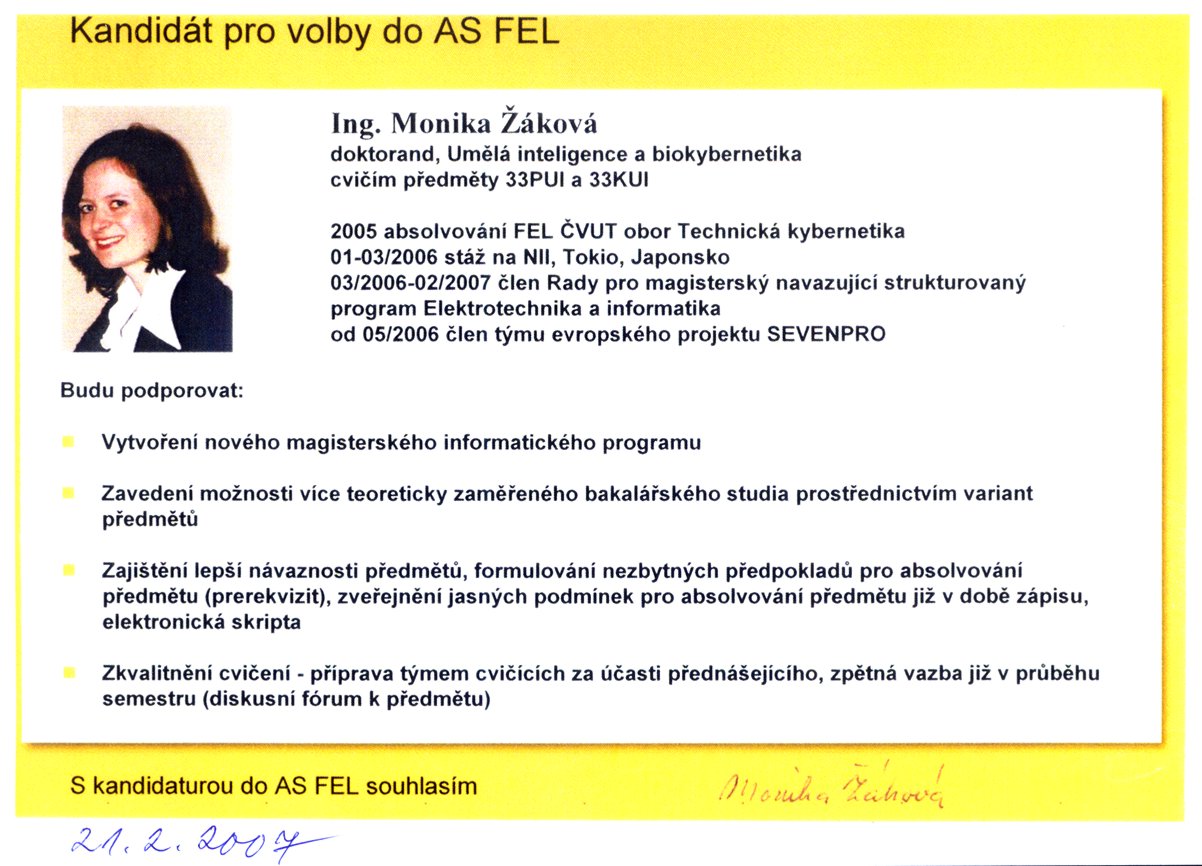 Kandidát pro volby do AS FEL
Ing. Monika Žáková
doktorand, Umělá inteligence a biokybernetika
cvičím předměty 33PUI a 33KUI
2005 absolvování FEL ČVUT obor Technická kybernetika
01-03/2006 stáž na NII, Tokio, Japonsko
03/2006-02/2007 člen Rady pro magisterský navazující strukturovaný
program Elektrotechnika a informatika
od 05/2006 člen týmu evropského projektu SEVENPRO
Budu podporovat:
Vytvoření nového magisterského informatického programu
Zavedení možnosti více teoreticky zaměřeného bakalářského studia prostřednictvím variant
předmětů
Zajištění lepší návaznosti předmětů, formulování nezbytných předpokladů pro absolvování
předmětu (prerekvizit), zveřejnění jasných podmínek pro absolvování předmětu již v době zápisu,
elektronická skripta
Zkvalitnění cvičení - příprava týmem cvičících za účasti přednášejícího, zpětná vazba již v průběhu
semestru (diskusní fórum k předmětu)
S kandidaturou do AS FEL souhlasím
Monika Žáková
21.2.2007